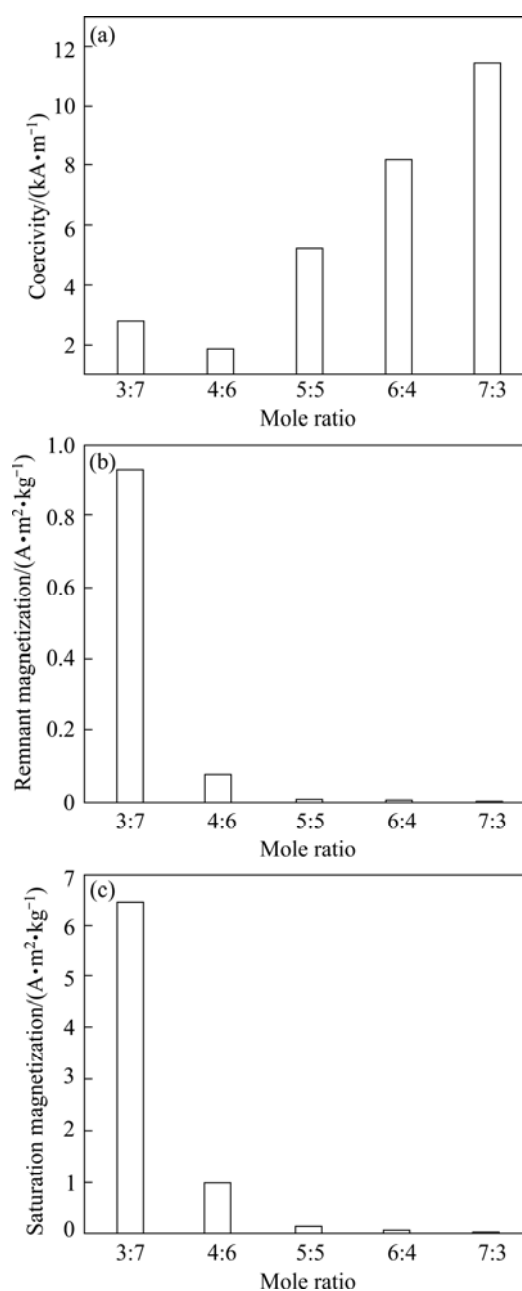 (a)
Coercivity/(kA•m⁻¹)
12
10
8
6
4
2
3:7 4:6 5:5 6:4 7:3
Mole ratio
(b)
Remnant magnetization/(A•m²•kg⁻¹)
1.0
0.8
0.6
0.4
0.2
0
3:7 4:6 5:5 6:4 7:3
Mole ratio
(c)
Saturation magnetization/(A•m²•kg⁻¹)
7
6
5
4
3
2
1
0
3:7 4:6 5:5 6:4 7:3
Mole ratio